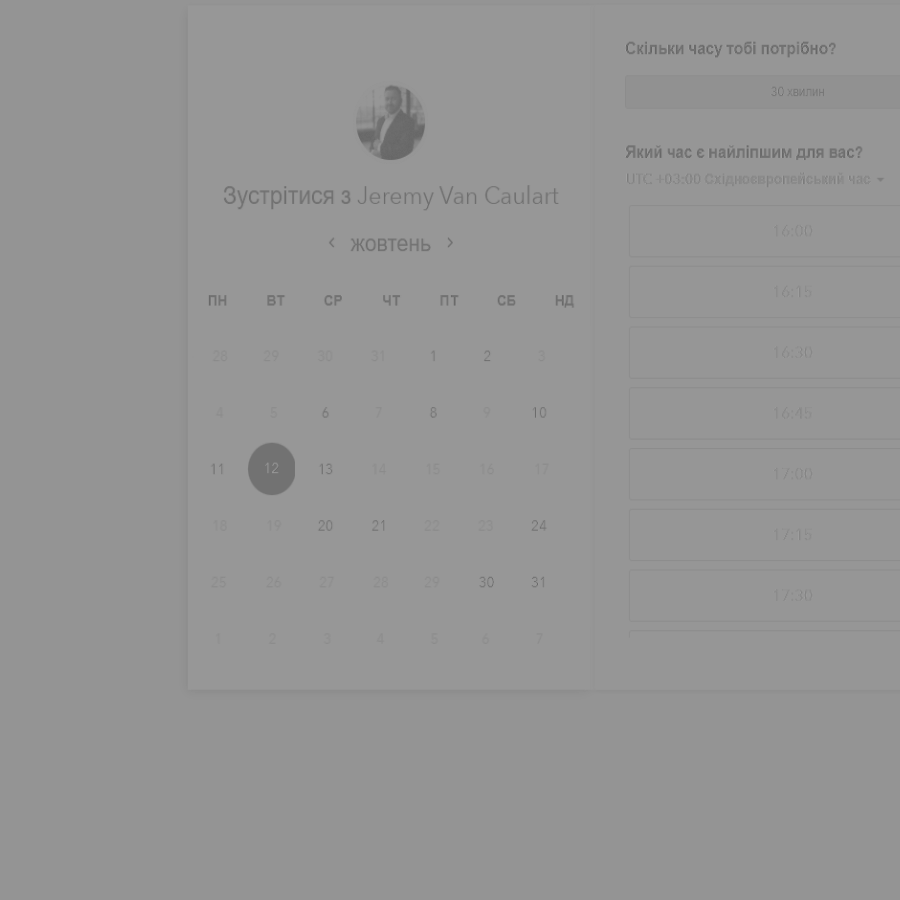 Зустрітися з Jeremy Van Caulart
жовтень
ПН ВТ СР ЧТ ПТ СБ НД
28 29 30 31 1 2 3
4 5 6 7 8 9 10
11 12 13 14 15 16 17
18 19 20 21 22 23 24
25 26 27 28 29 30 31
1 2 3 4 5 6 7
Скільки часу тобі потрібно?
30 хвилин
Який час є найліпшим для вас?
UTC +03:00 Східноєвропейський час
16:00
16:15
16:30
16:45
17:00
17:15
17:30